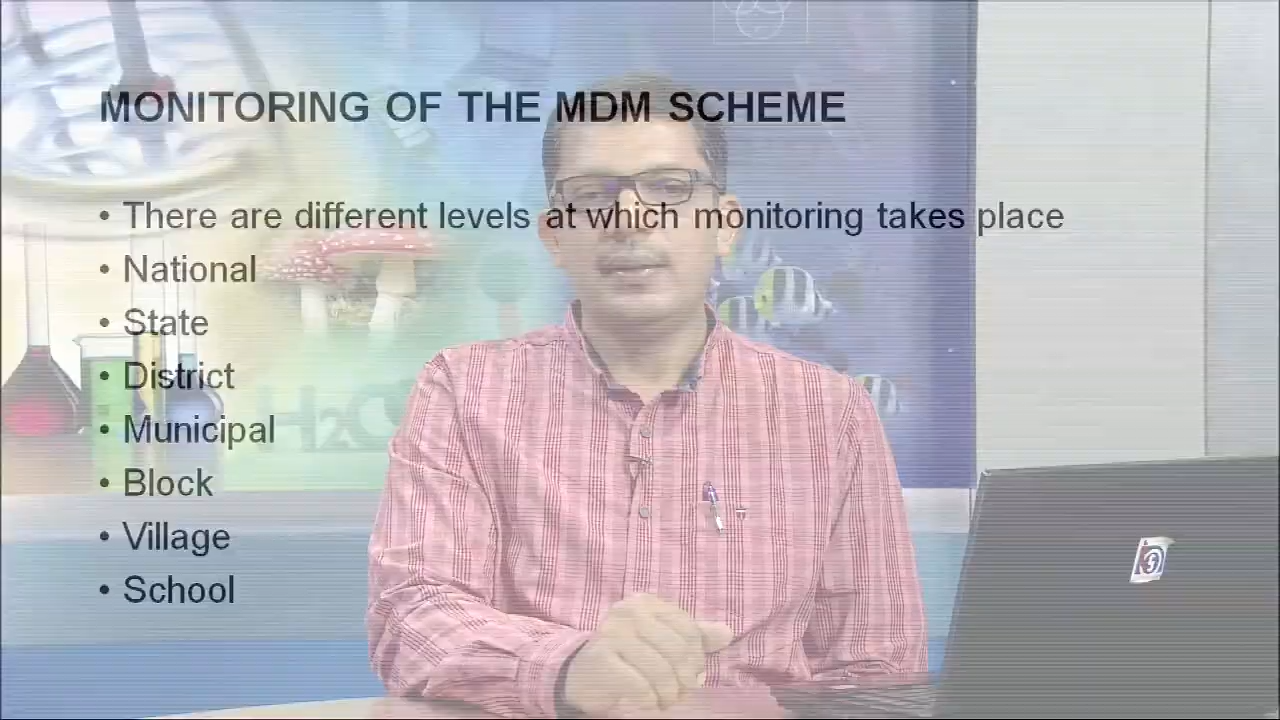 MONITORING OF THE MDM SCHEME
• There are different levels at which monitoring takes place
• National
• State
• District
• Municipal
• Block
• Village
• School
H2O